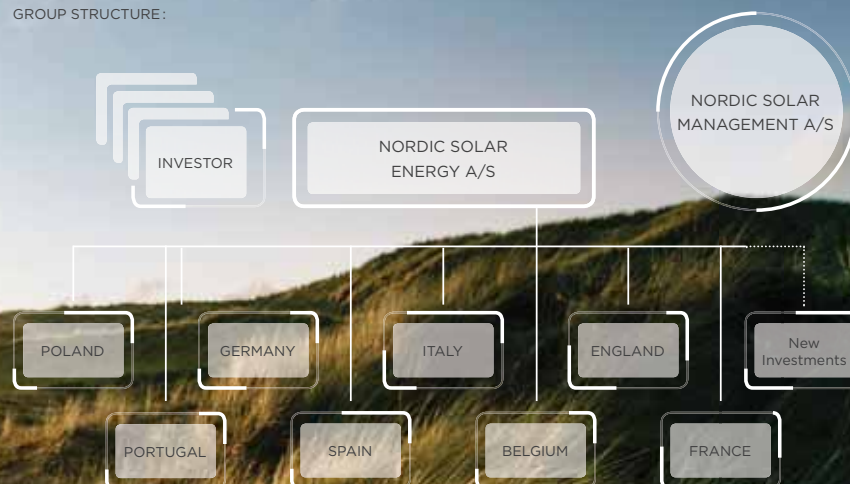 GROUP STRUCTURE:
INVESTOR
NORDIC SOLAR
ENERGY A/S
NORDIC SOLAR
MANAGEMENT A/S
POLAND
GERMANY
ITALY
ENGLAND
New
Investments
PORTUGAL
SPAIN
BELGIUM
FRANCE